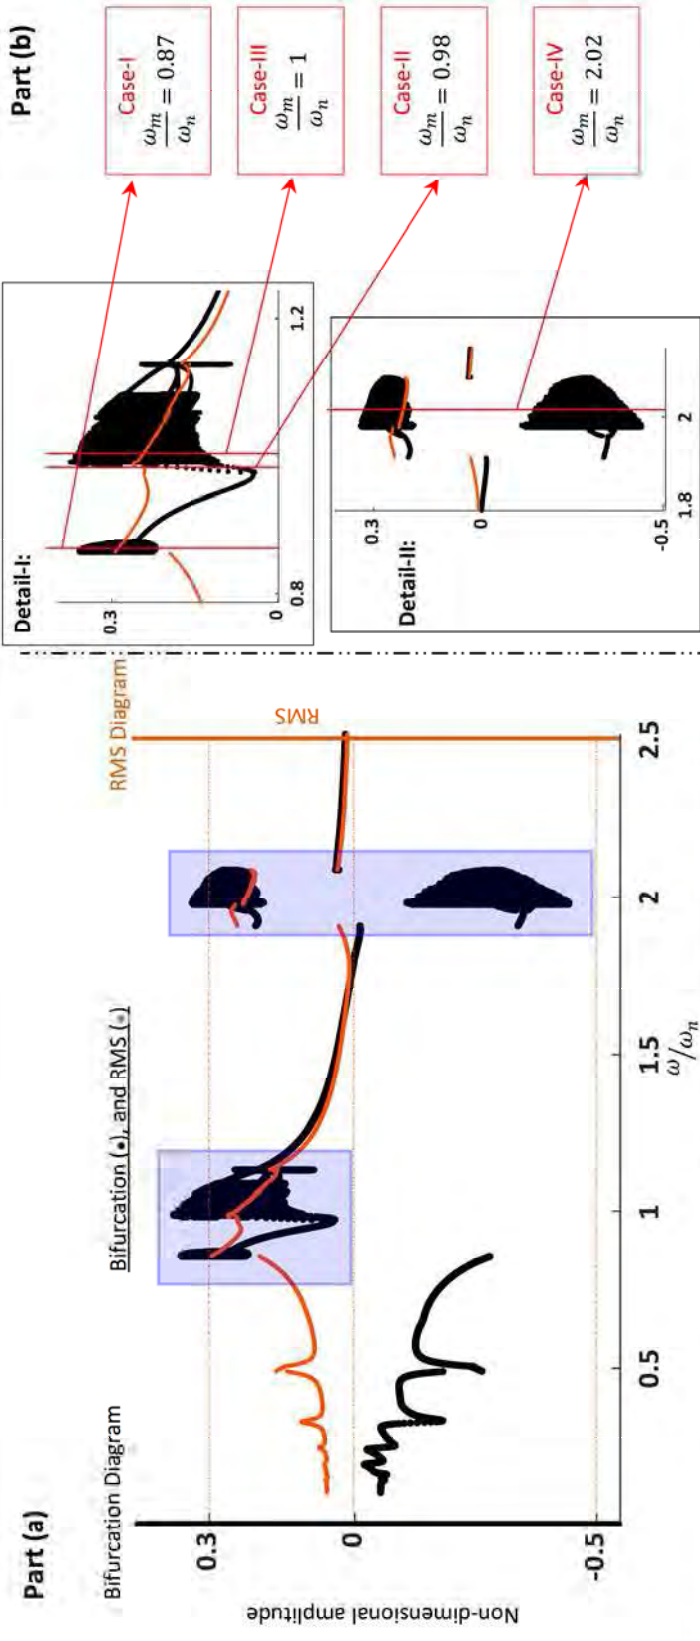 Part (a)
Bifurcation Diagram
Bifurcation (•), and RMS (•)
RMS Diagram
Non-dimensional amplitude
0.3
0
-0.5
0.5
1
1.5
2
2.5
ω/ωn
RMS
Part (b)
Detail-I:
0.3
0
0.8
1.2
Detail-II:
0.3
0
-0.5
1.8
2
Case-I
ωm/ωn = 0.87
Case-III
ωm/ωn = 1
Case-II
ωm/ωn = 0.98
Case-IV
ωm/ωn = 2.02